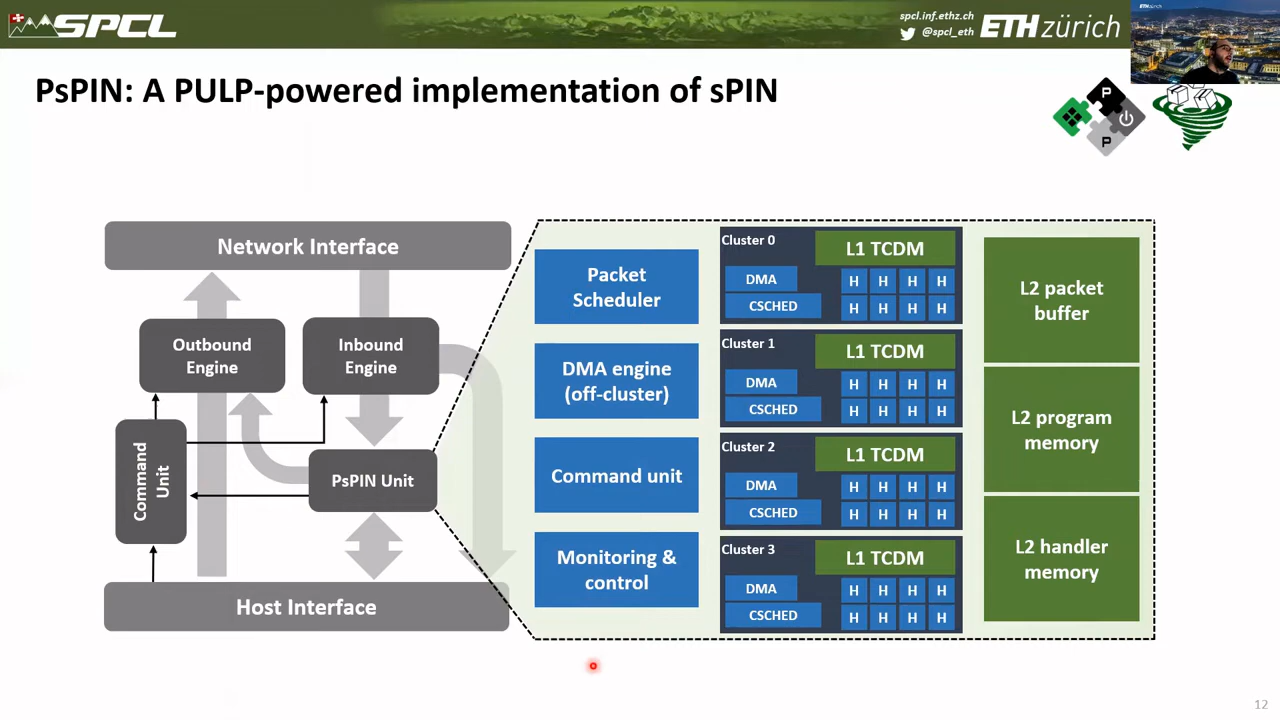 SPCL
spcl.inf.ethz.ch
@spcl_eth
ETH zürich
ETH zürich
PsPIN: A PULP-powered implementation of sPIN
P
P
Network Interface
Outbound
Engine
Inbound
Engine
Command
Unit
PsPIN Unit
Host Interface
Packet
Scheduler
DMA engine
(off-cluster)
Command unit
Monitoring &
control
Cluster 0
L1 TCDM
DMA
H H H H
CSCHED
H H H H
Cluster 1
L1 TCDM
DMA
H H H H
CSCHED
H H H H
Cluster 2
L1 TCDM
DMA
H H H H
CSCHED
H H H H
Cluster 3
L1 TCDM
DMA
H H H H
CSCHED
H H H H
L2 packet
buffer
L2 program
memory
L2 handler
memory
12